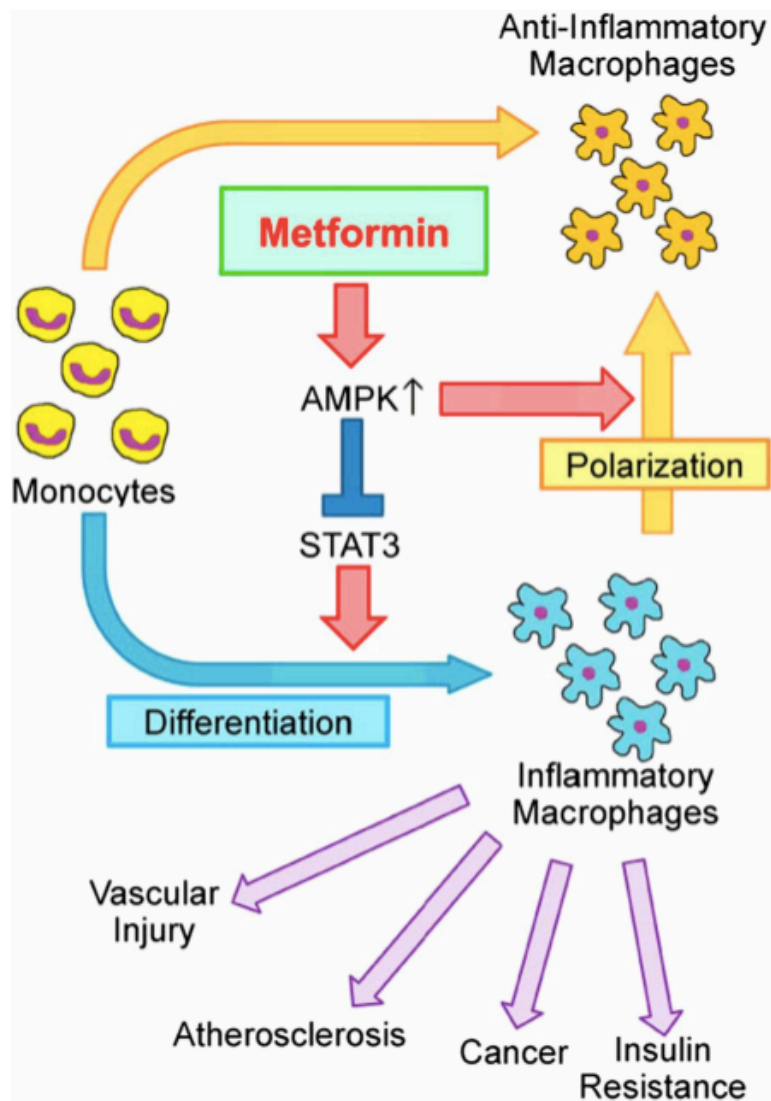 Anti-Inflammatory
Macrophages
Metformin
AMPK↑
Polarization
Monocytes
STAT3
Differentiation
Inflammatory
Macrophages
Vascular
Injury
Atherosclerosis
Cancer
Insulin
Resistance